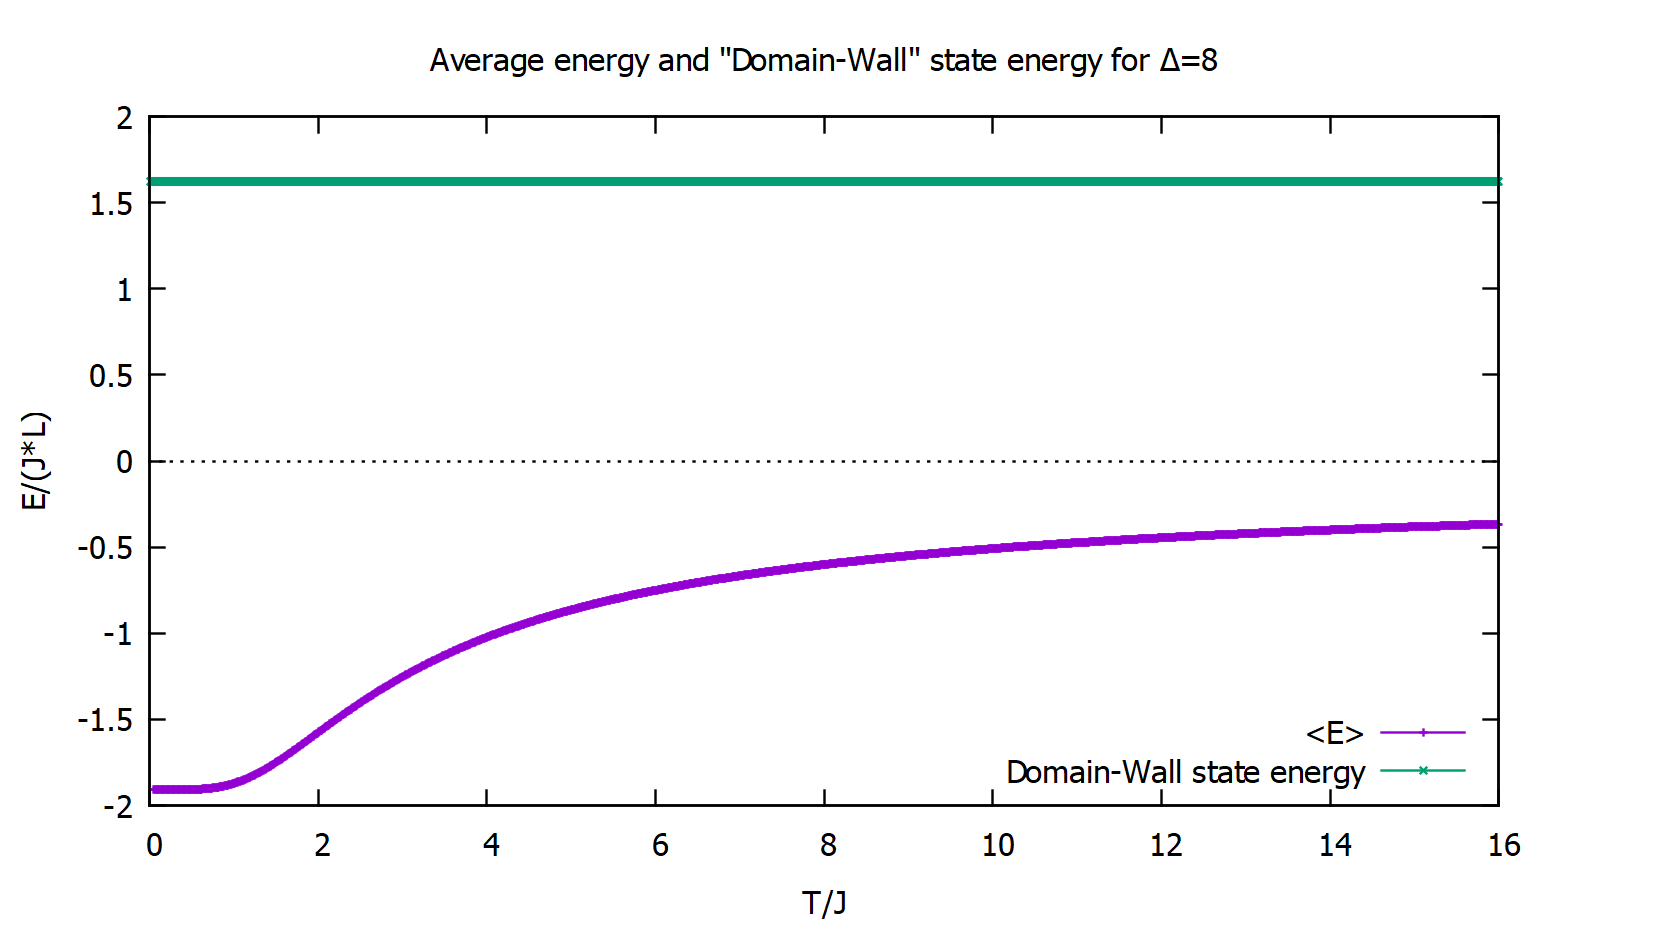 Average energy and "Domain-Wall" state energy for Δ=8
2
1.5
1
0.5
0
-0.5
-1
-1.5
-2
E/(J*L)
<E>
Domain-Wall state energy
0 2 4 6 8 10 12 14 16
T/J